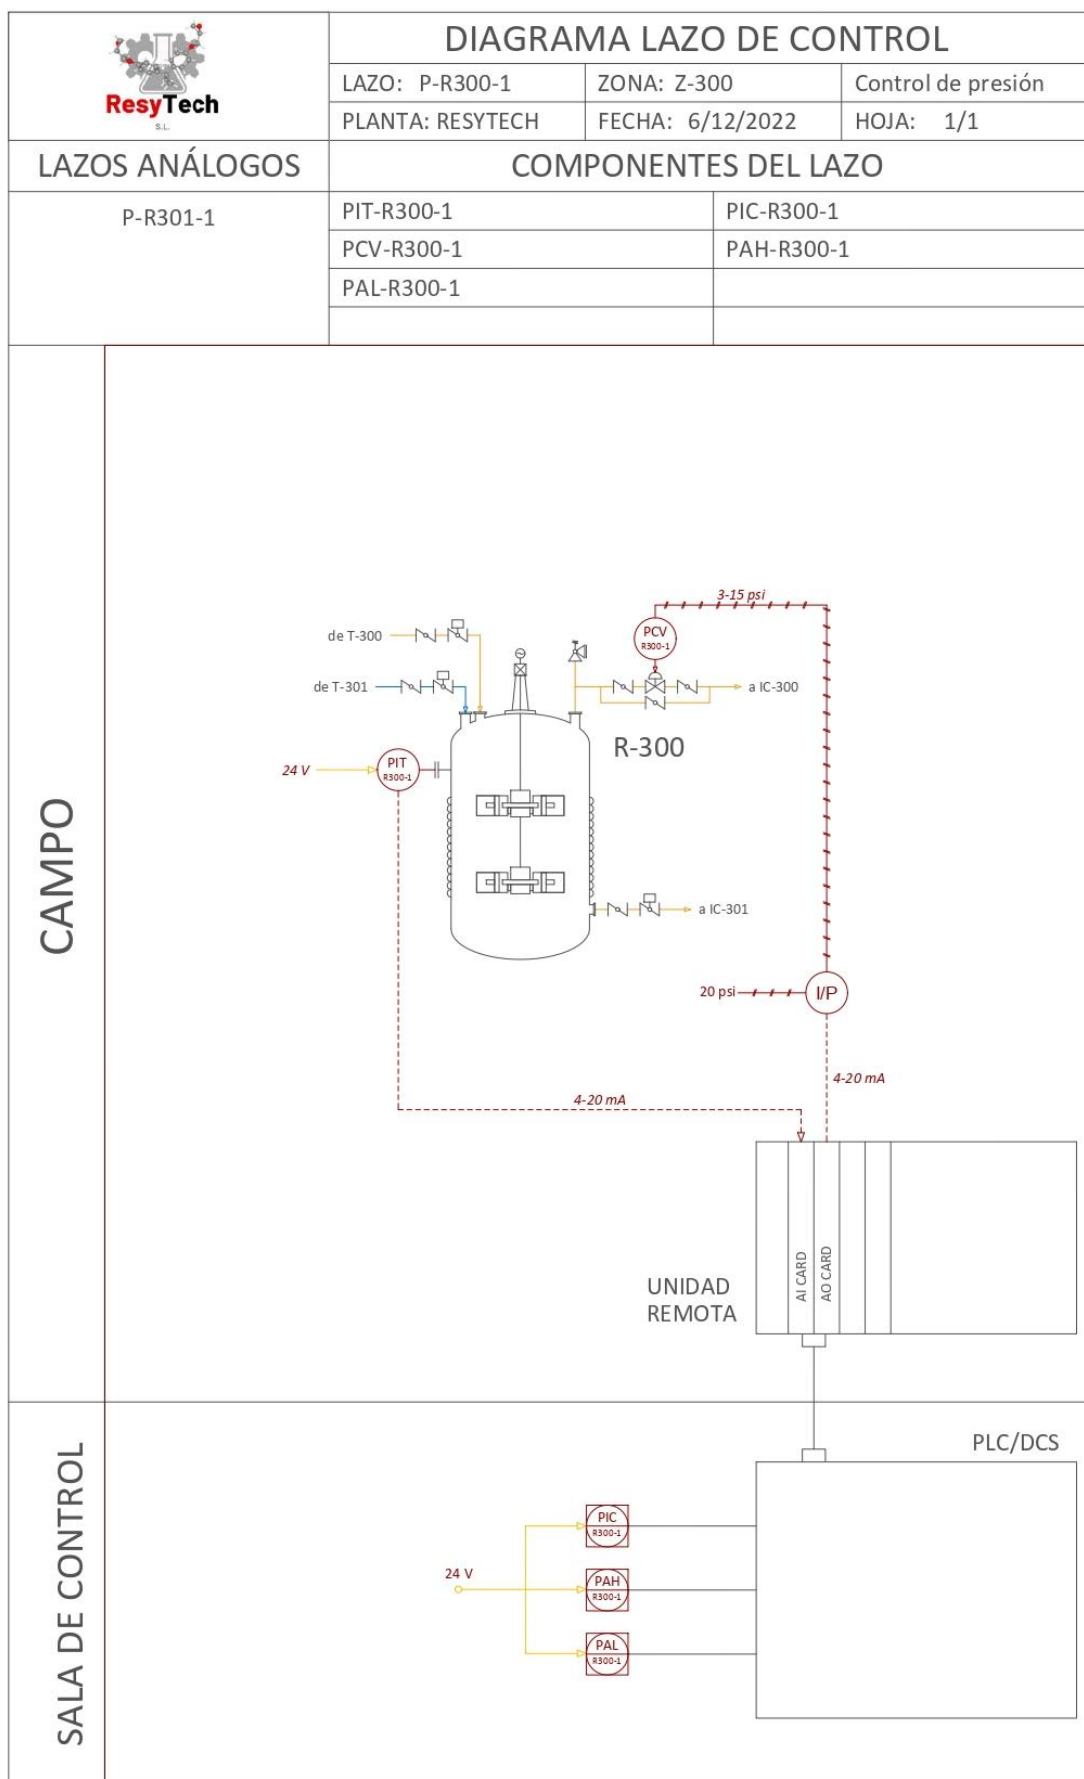 ResyTech
S.L.
DIAGRAMA LAZO DE CONTROL
LAZO: P-R300-1
ZONA: Z-300
Control de presión
PLANTA: RESYTECH
FECHA: 6/12/2022
HOJA: 1/1
LAZOS ANÁLOGOS
COMPONENTES DEL LAZO
P-R301-1
PIT-R300-1
PIC-R300-1
PCV-R300-1
PAH-R300-1
PAL-R300-1
CAMPO
3-15 psi
de T-300
PCV
R300-1
de T-301
a IC-300
R-300
24 V
PIT
R300-1
a IC-301
20 psi
I/P
4-20 mA
4-20 mA
AI CARD
AO CARD
UNIDAD
REMOTA
SALA DE CONTROL
PLC/DCS
PIC
R300-1
24 V
PAH
R300-1
PAL
R300-1